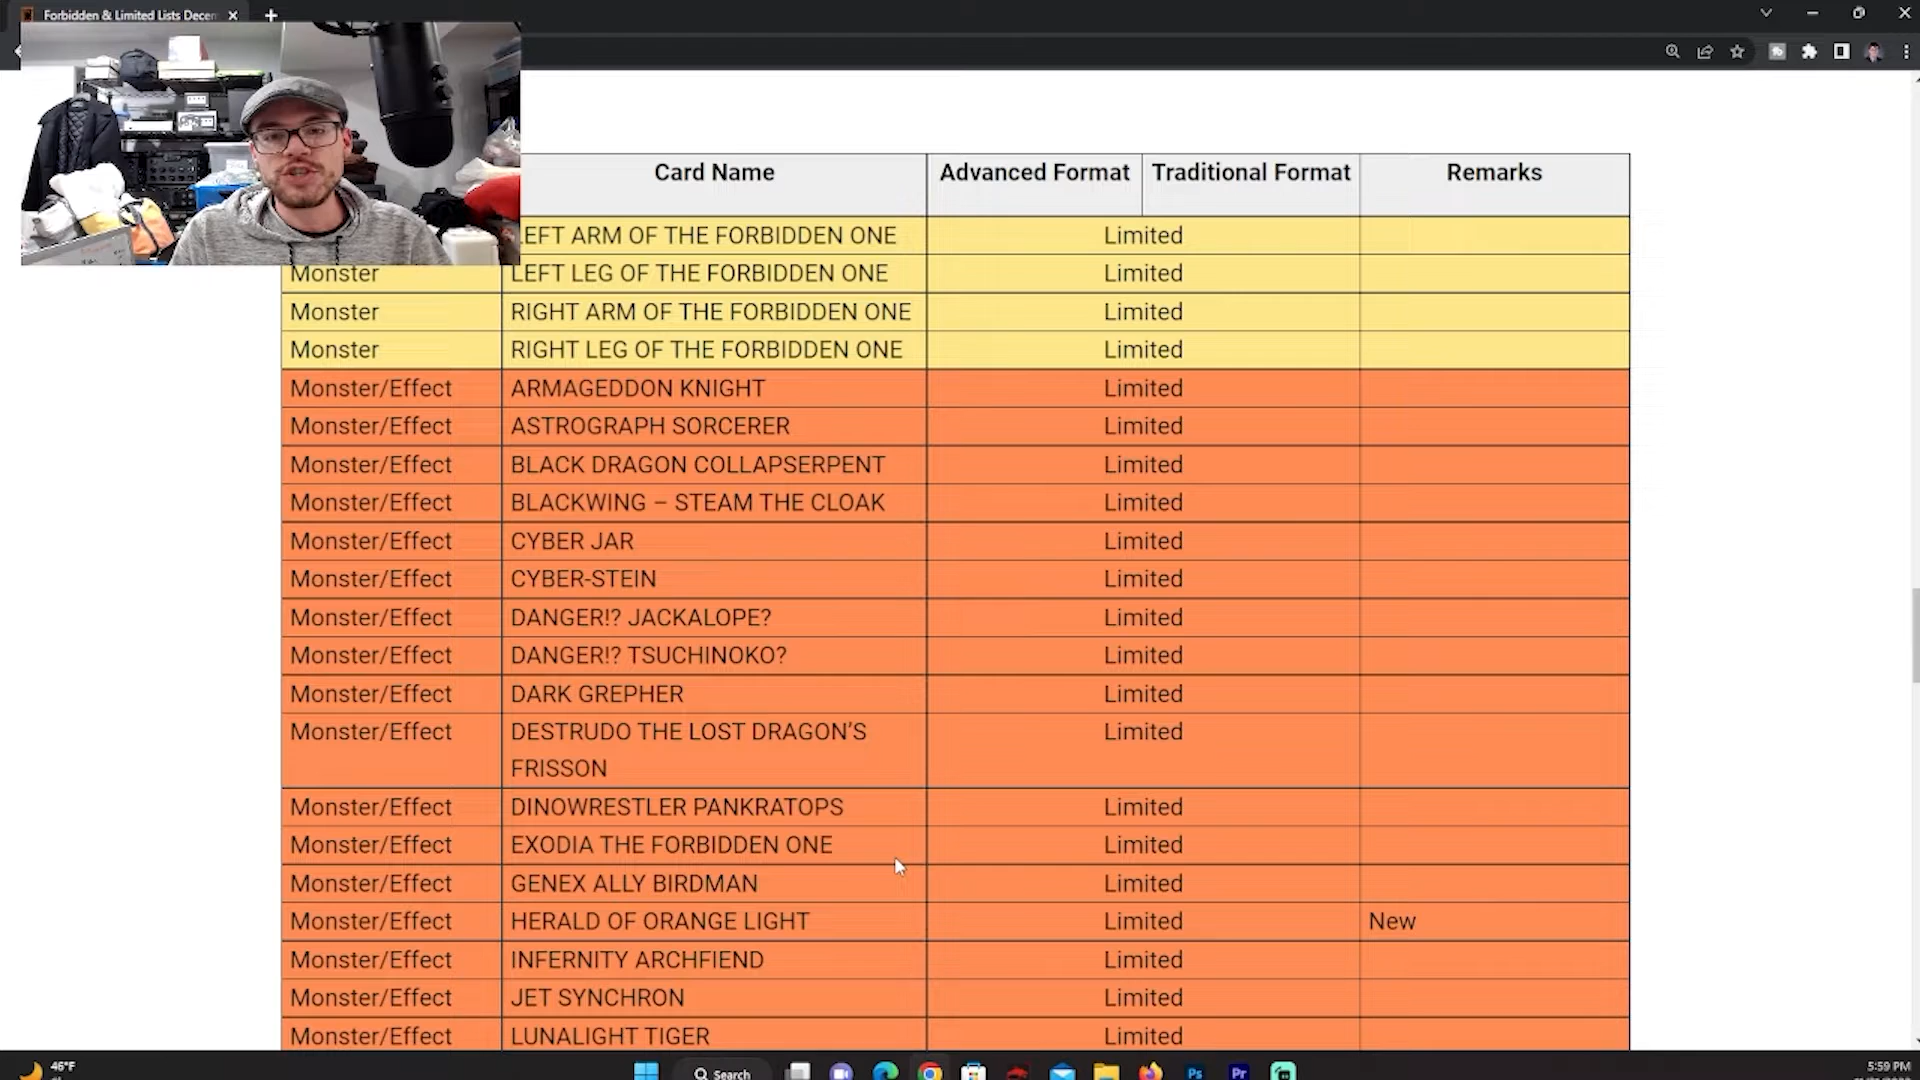 Forbidden & Limited Lists Decem
Card Name Advanced Format Traditional Format Remarks
LEFT ARM OF THE FORBIDDEN ONE Limited
Monster LEFT LEG OF THE FORBIDDEN ONE Limited
Monster RIGHT ARM OF THE FORBIDDEN ONE Limited
Monster RIGHT LEG OF THE FORBIDDEN ONE Limited
Monster/Effect ARMAGEDDON KNIGHT Limited
Monster/Effect ASTROGRAPH SORCERER Limited
Monster/Effect BLACK DRAGON COLLAPSERPENT Limited
Monster/Effect BLACKWING – STEAM THE CLOAK Limited
Monster/Effect CYBER JAR Limited
Monster/Effect CYBER-STEIN Limited
Monster/Effect DANGER!? JACKALOPE? Limited
Monster/Effect DANGER!? TSUCHINOKO? Limited
Monster/Effect DARK GREPHER Limited
Monster/Effect DESTRUDO THE LOST DRAGON’S Limited
FRISSON
Monster/Effect DINOWRESTLER PANKRATOPS Limited
Monster/Effect EXODIA THE FORBIDDEN ONE Limited
Monster/Effect GENEX ALLY BIRDMAN Limited
Monster/Effect HERALD OF ORANGE LIGHT Limited New
Monster/Effect INFERNITY ARCHFIEND Limited
Monster/Effect JET SYNCHRON Limited
Monster/Effect LUNALIGHT TIGER Limited
46°F
Search
Ps
Pr
5:59 PM